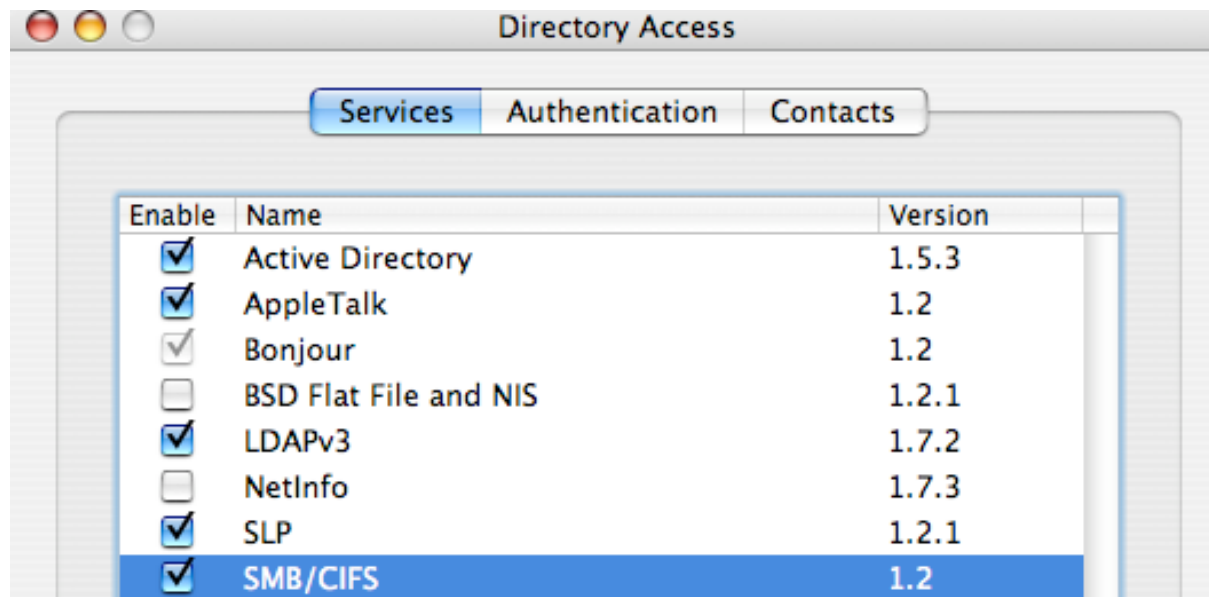 Directory Access
Services Authentication Contacts
Enable Name Version
Active Directory 1.5.3
AppleTalk 1.2
Bonjour 1.2
BSD Flat File and NIS 1.2.1
LDAPv3 1.7.2
NetInfo 1.7.3
SLP 1.2.1
SMB/CIFS 1.2